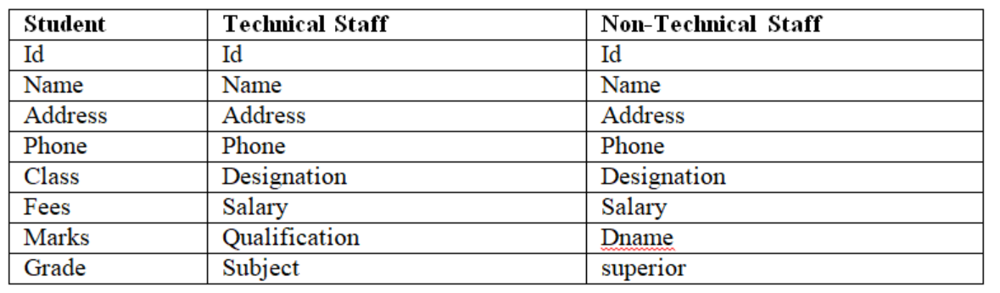 Student Technical Staff Non-Technical Staff
Id Id Id
Name Name Name
Address Address Address
Phone Phone Phone
Class Designation Designation
Fees Salary Salary
Marks Qualification Dname
Grade Subject superior